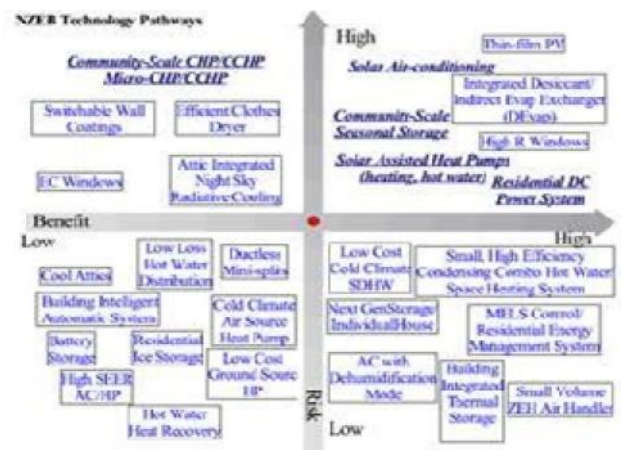 NZEB Technology Pathways
High
Thin-film PV
Community-Scale CHP/CCHP
Micro-CHP/CCHP
Solas Air-conditioning
Integrated Desiccant/
Indirect Evap Exchanger
(DEvap)
Switchable Wall
Coatings
Efficient Clothes
Dryer
Community-Scale
Seasonal Storage
High R Windows
EC Windows
Attic Integrated
Night Sky
Radiative Cooling
Solar Assisted Heat Pumps
(heating, hot water)
Residential DC
Power System
Benefit
Low
High
Cool Attics
Low Loss
Hot Water
Distribution
Ductless
Mini-splits
Low Cost
Cold Climate
SDHW
Small, High Efficiency
Condensing Combo Hot Water/
Space Heating System
Building Intelligent
Automatic System
Cold Climate
Air Source
Heat Pump
Next GenStorage/
IndividualHouse
MELS Control/
Residential Energy
Management System
Battery
Storage
Residential
Ice Storage
Low Cost
Ground Source
HP
AC with
Dehumidification
Mode
Building
Integrated
Thermal
Storage
Small Volume
ZEH Air Handler
High SEER
AC/HP
Hot Water
Heat Recovery
Risk
Low